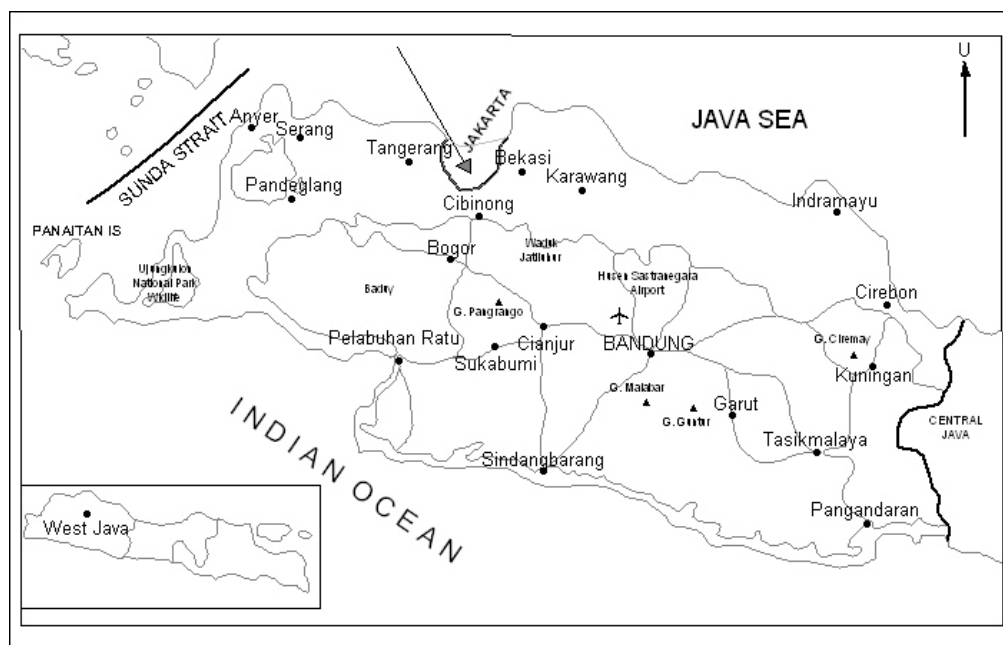 U
JAVA SEA
JAKARTA
SUNDA STRAIT
Anyer
Serang
Tangerang
Bekasi
Karawang
Pandeglang
Cibinong
Indramayu
PANAITAN IS
Bogor
Waduk
Jatiluhur
Ujungkulon
National Park
Wildlife
Baduy
Husen Sastranegara
Airport
G. Pangrango
Cirebon
Pelabuhan Ratu
Cianjur
BANDUNG
G. Ciremay
Sukabumi
Kuningan
G. Malabar
G. Guntur
Garut
CENTRAL
JAVA
INDIAN OCEAN
Tasikmalaya
Sindangbarang
Pangandaran
West Java